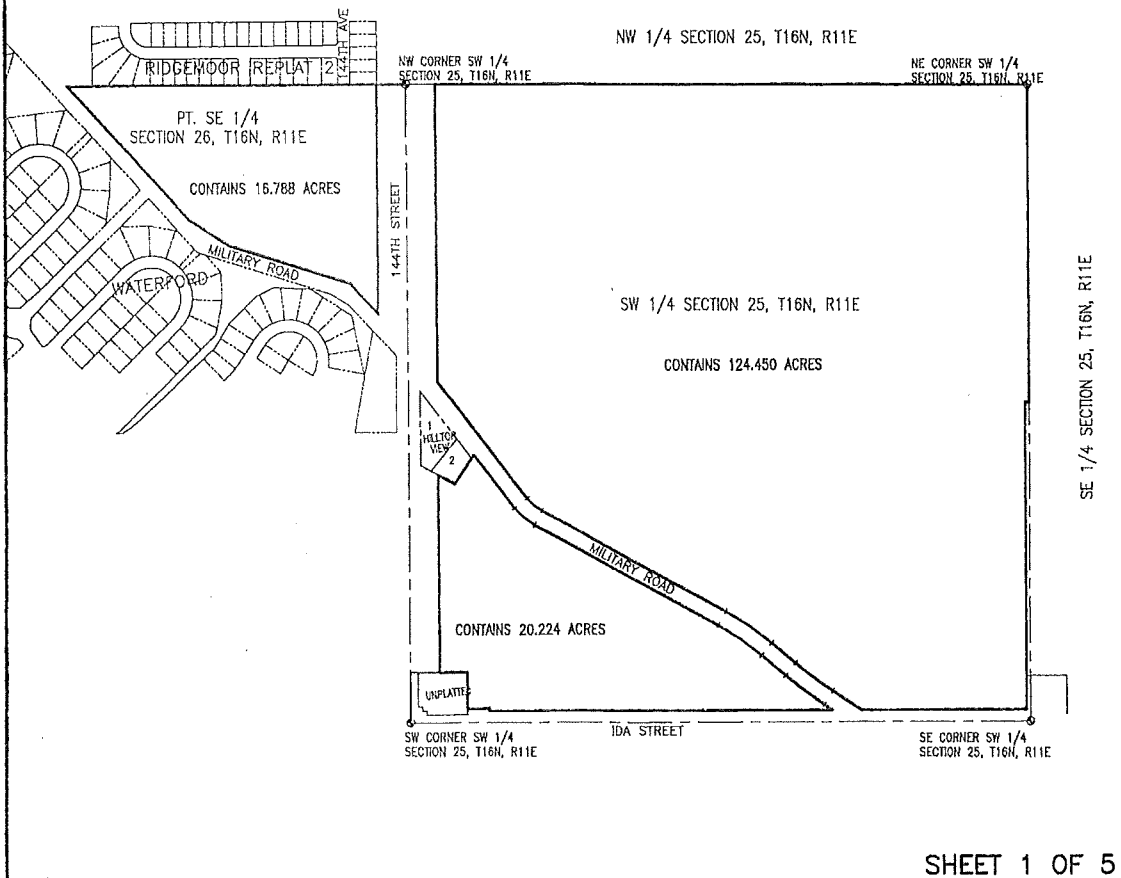 144TH AVE
NW 1/4 SECTION 25, T16N, R11E
RIDGEMOOR REPLAT 2
NW CORNER SW 1/4
SECTION 25, T16N, R11E
NE CORNER SW 1/4
SECTION 25, T16N, R11E
PT. SE 1/4
SECTION 26, T16N, R11E
CONTAINS 16.788 ACRES
144TH STREET
MILITARY ROAD
WATERFORD
SW 1/4 SECTION 25, T16N, R11E
CONTAINS 124.450 ACRES
SE 1/4 SECTION 25, T16N, R11E
1
HILLTOP
VIEW
2
MILITARY ROAD
CONTAINS 20.224 ACRES
UNPLATTED
IDA STREET
SW CORNER SW 1/4
SECTION 25, T16N, R11E
SE CORNER SW 1/4
SECTION 25, T16N, R11E
SHEET 1 OF 5